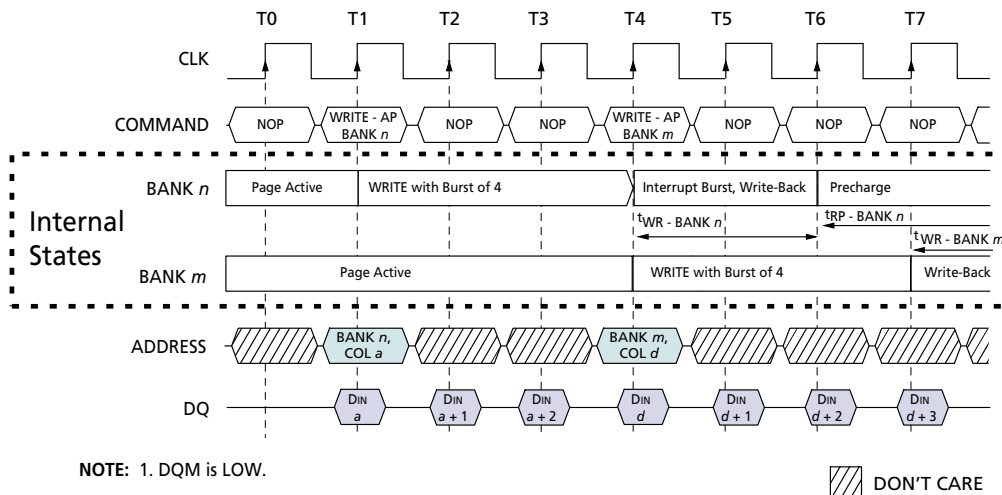 T0 T1 T2 T3 T4 T5 T6 T7
CLK
COMMAND NOP WRITE - AP BANK n NOP NOP WRITE - AP BANK m NOP NOP NOP
Internal States
BANK n Page Active WRITE with Burst of 4 Interrupt Burst, Write-Back Precharge
tWR - BANK n tRP - BANK n
tWR - BANK m
BANK m Page Active WRITE with Burst of 4 Write-Back
ADDRESS BANK n, COL a BANK m, COL d
DQ DIN a DIN a + 1 DIN a + 2 DIN d DIN d + 1 DIN d + 2 DIN d + 3
NOTE: 1. DQM is LOW.
DON'T CARE